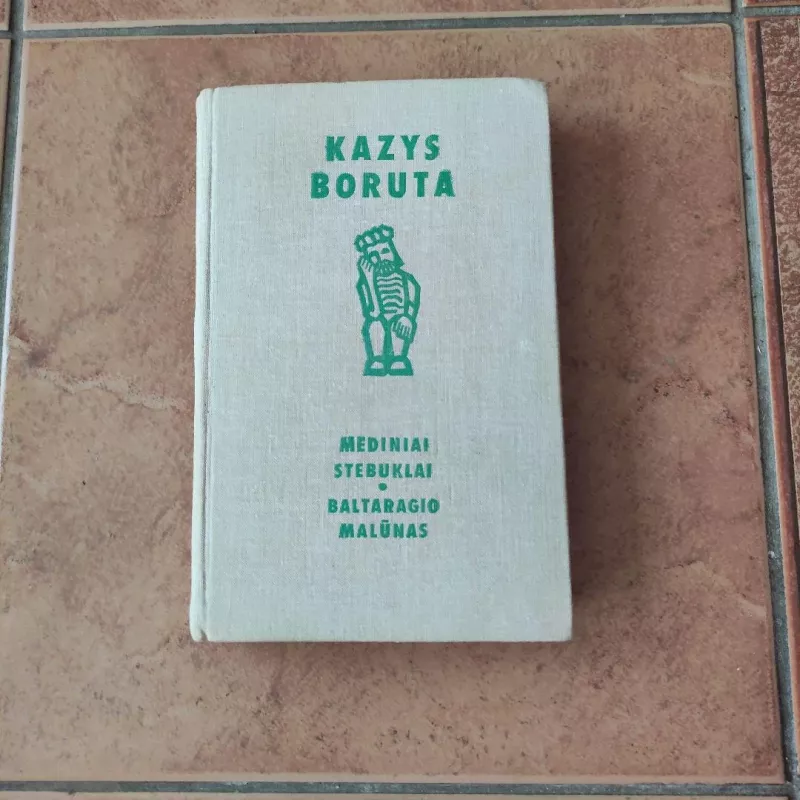 KAZYS
BORUTA
MEDINIAI
STEBUKLAI
•
BALTARAGIO
MALŪNAS